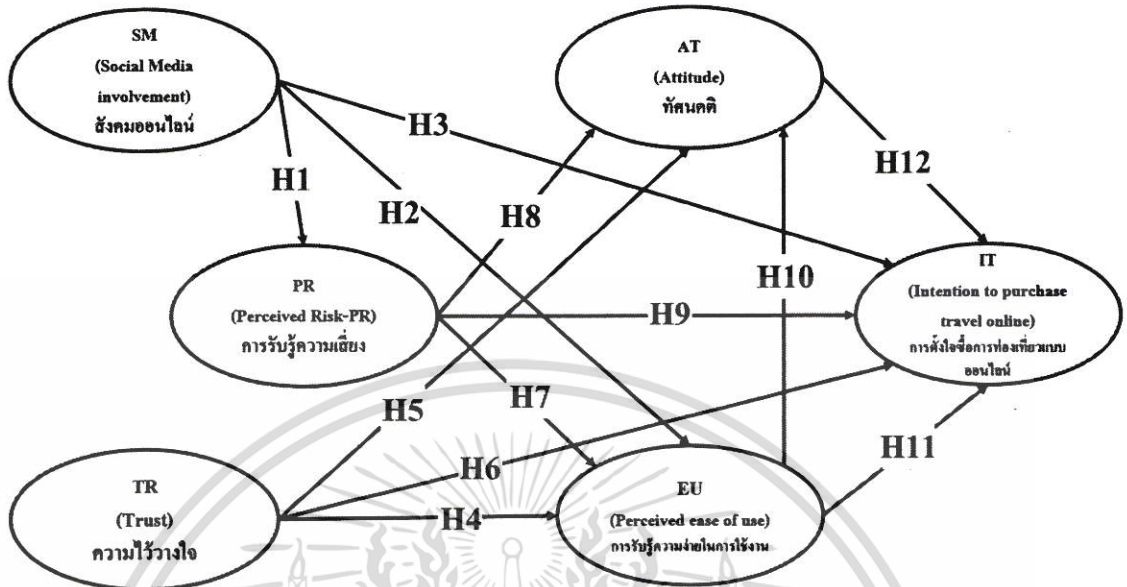 SM
(Social Media
involvement)
สังคมออนไลน์
AT
(Attitude)
ทัศนคติ
H3
H12
H1
H2
H8
PR
(Perceived Risk-PR)
การรับรู้ความเสี่ยง
H10
H9
IT
(Intention to purchase
travel online)
การตั้งใจซื้อการท่องเที่ยวแบบ
ออนไลน์
H5
H7
H6
H11
TR
(Trust)
ความไว้วางใจ
H4
EU
(Perceived ease of use)
การรับรู้ความง่ายในการใช้งาน